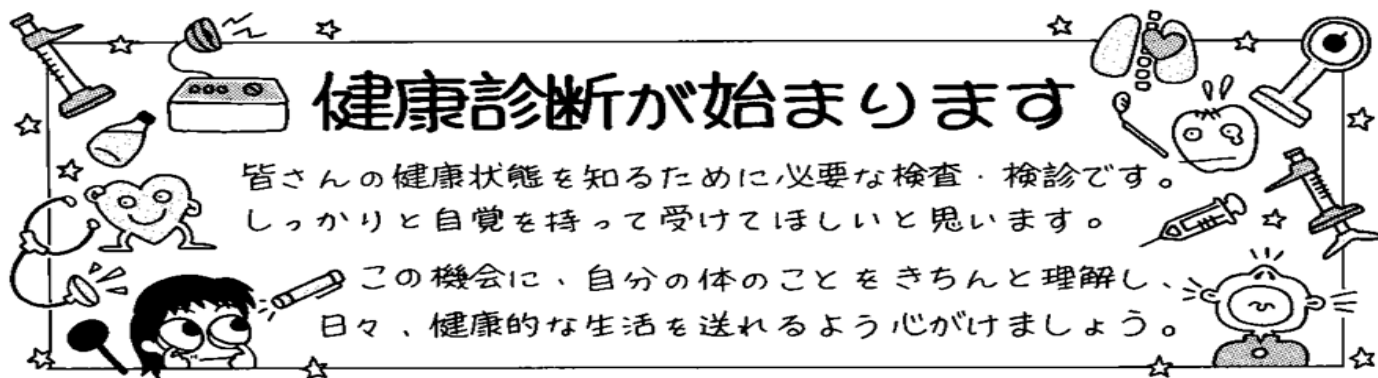 健康診断が始まります
皆さんの健康状態を知るために必要な検査・検診です。
しっかりと自覚を持って受けてほしいと思います。
この機会に、自分の体のことをきちんと理解し、
日々、健康的な生活を送れるよう心がけましょう。